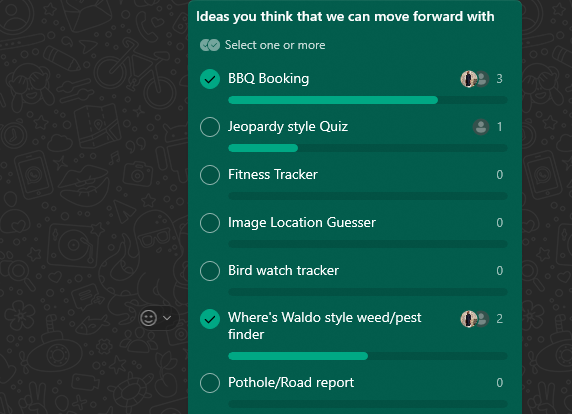 Ideas you think that we can move forward with
Select one or more
BBQ Booking 3
Jeopardy style Quiz 1
Fitness Tracker 0
Image Location Guesser 0
Bird watch tracker 0
Where's Waldo style weed/pest 2
finder
Pothole/Road report 0